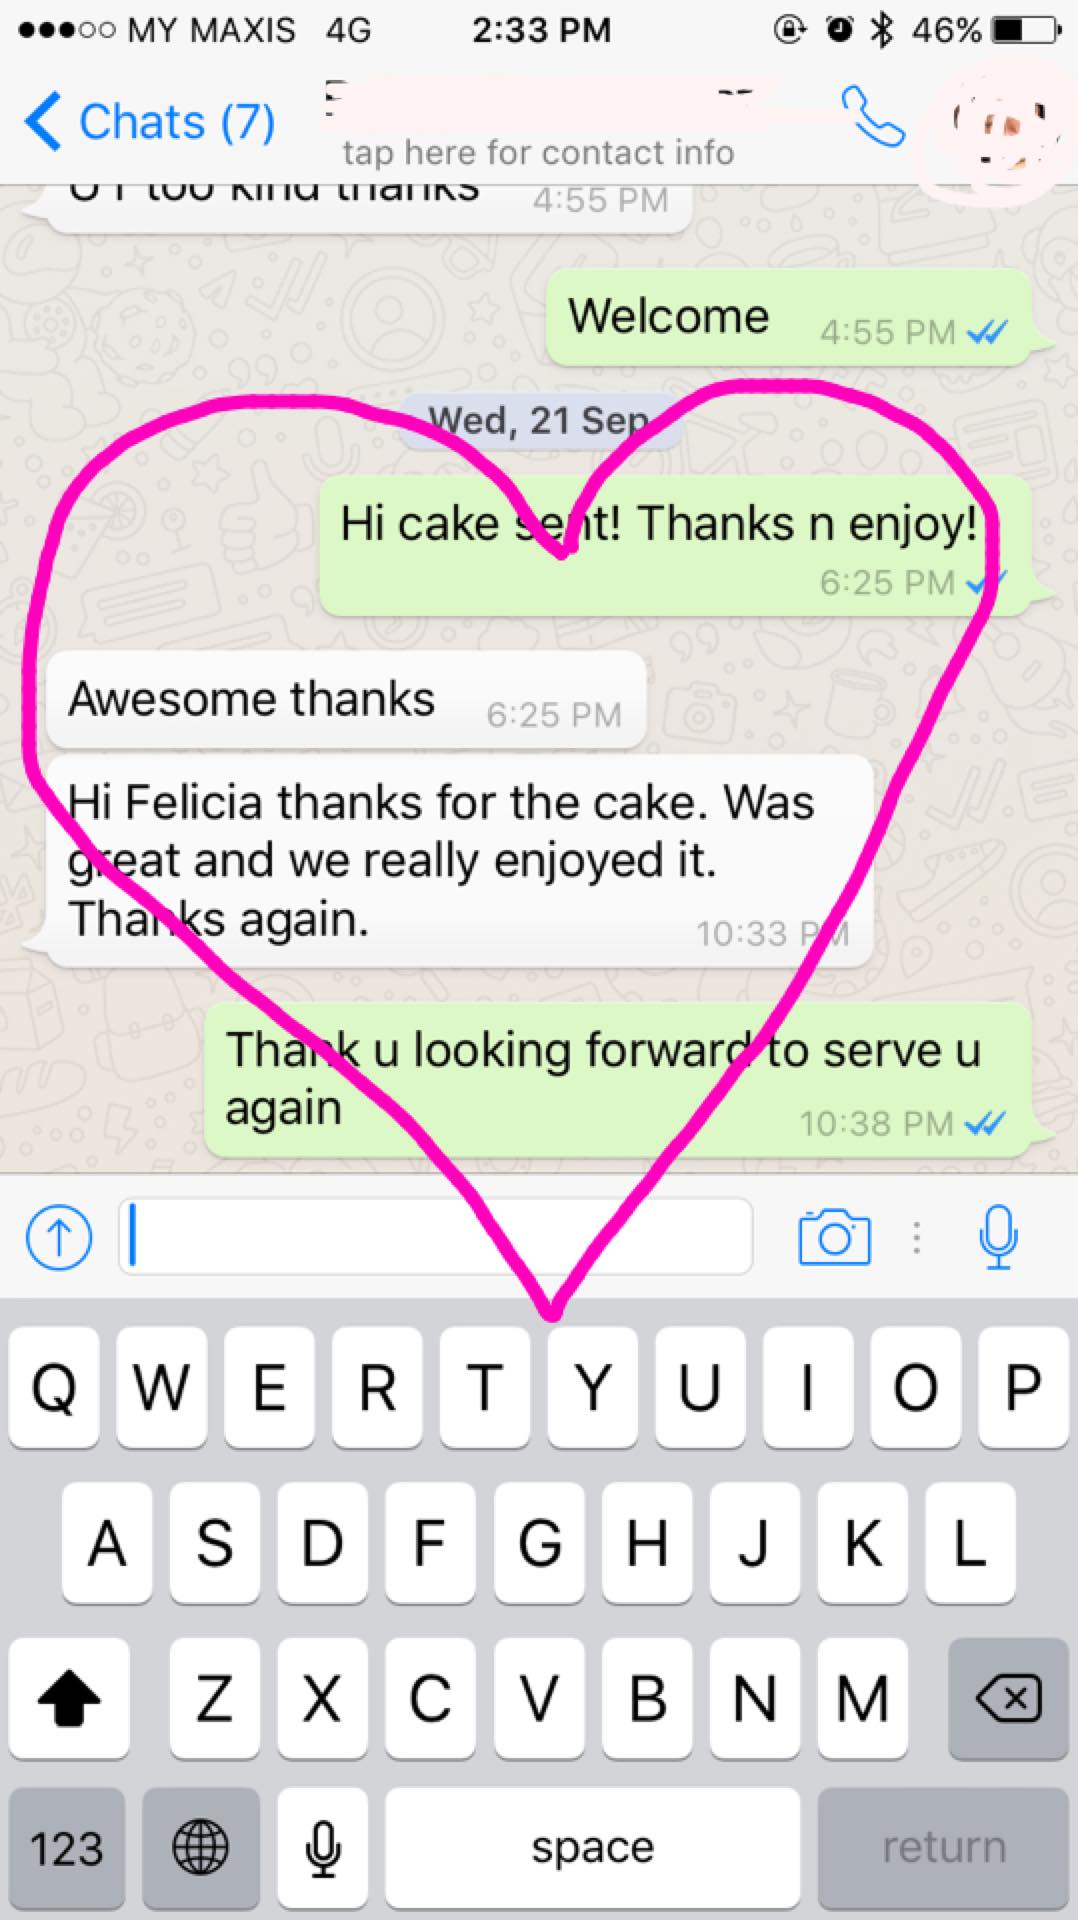 MY MAXIS 4G 2:33 PM 46%
Chats (7)
tap here for contact info
U r too kind thanks 4:55 PM
Welcome 4:55 PM
Wed, 21 Sep
Hi cake sent! Thanks n enjoy!
6:25 PM
Awesome thanks 6:25 PM
Hi Felicia thanks for the cake. Was
great and we really enjoyed it.
Thanks again. 10:33 PM
Thank u looking forward to serve u
again 10:38 PM
Q W E R T Y U I O P
A S D F G H J K L
Z X C V B N M
123 space return